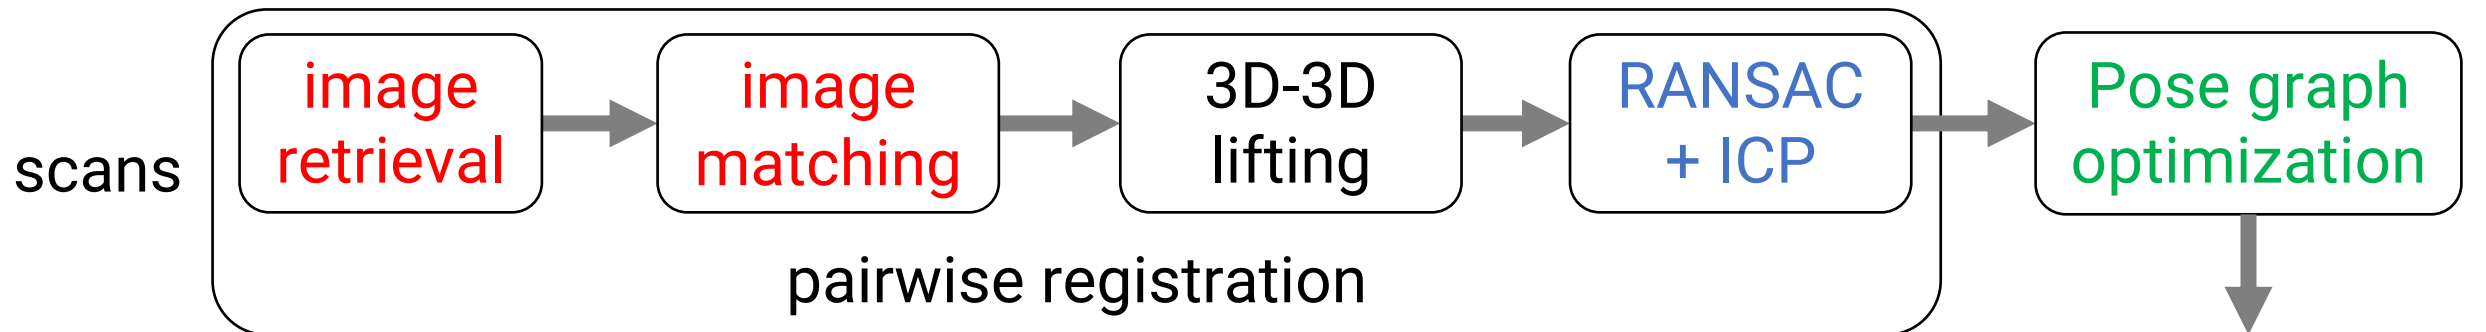 scans
image
retrieval
image
matching
3D-3D
lifting
RANSAC
+ ICP
pairwise registration
Pose graph
optimization